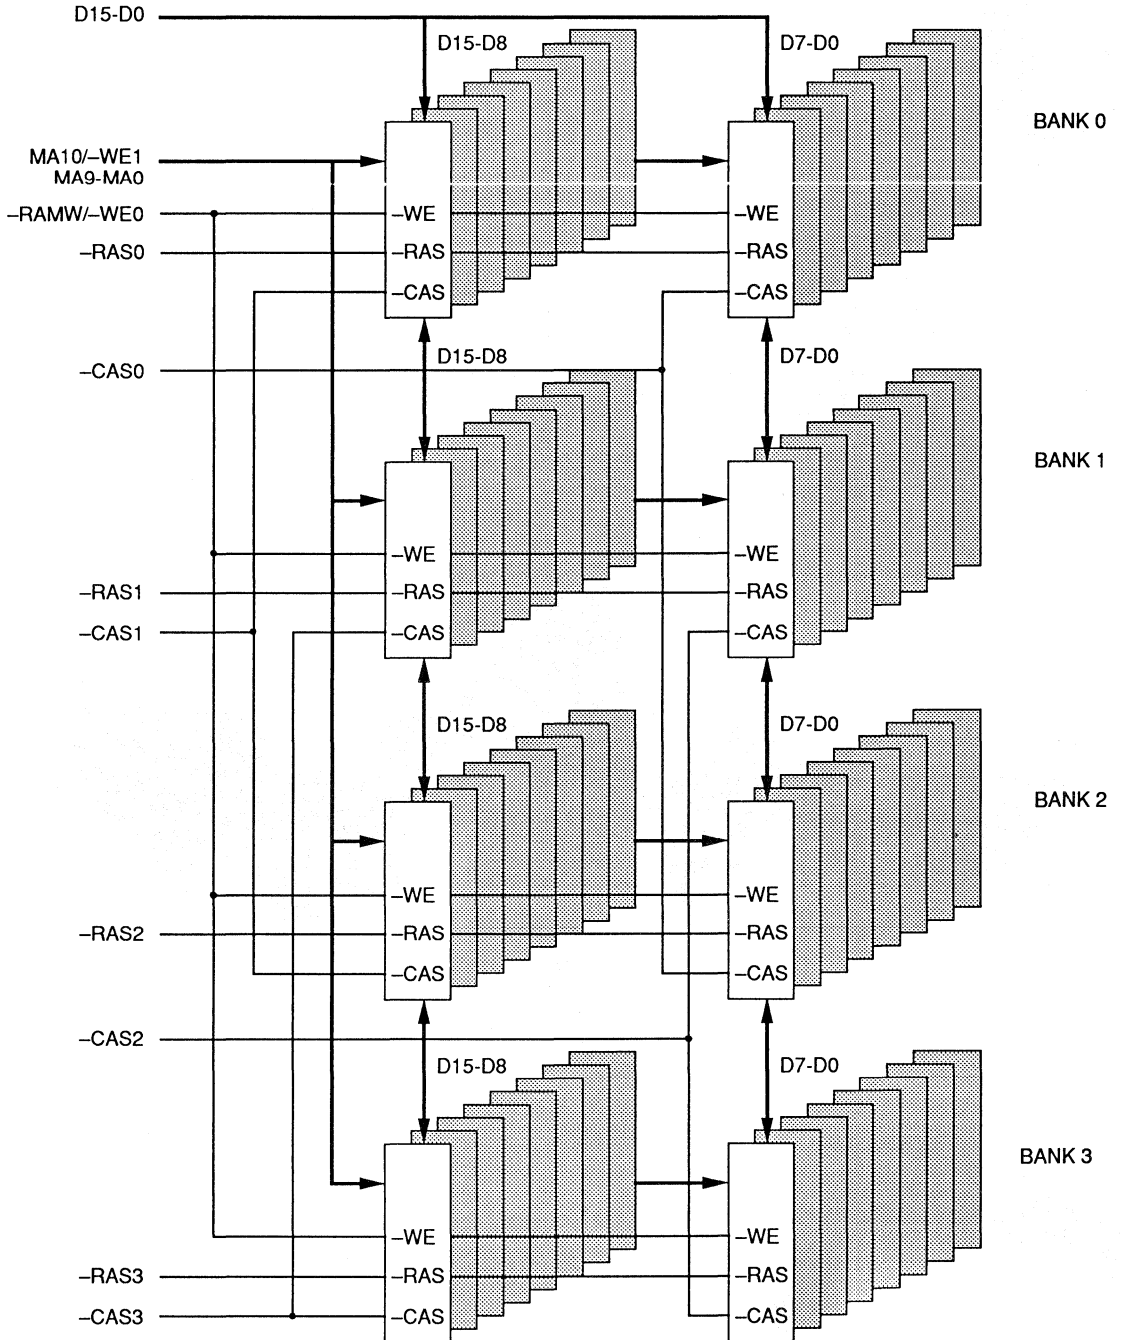 D15-D0
D15-D8
D7-D0
BANK 0
MA10/–WE1
MA9-MA0
–RAMW/–WE0
–WE
–WE
–RAS0
–RAS
–RAS
–CAS
–CAS
D15-D8
D7-D0
–CAS0
BANK 1
–WE
–WE
–RAS1
–RAS
–RAS
–CAS1
–CAS
–CAS
D15-D8
D7-D0
BANK 2
–WE
–WE
–RAS2
–RAS
–RAS
–CAS
–CAS
–CAS2
D15-D8
D7-D0
BANK 3
–WE
–WE
–RAS3
–RAS
–RAS
–CAS3
–CAS
–CAS